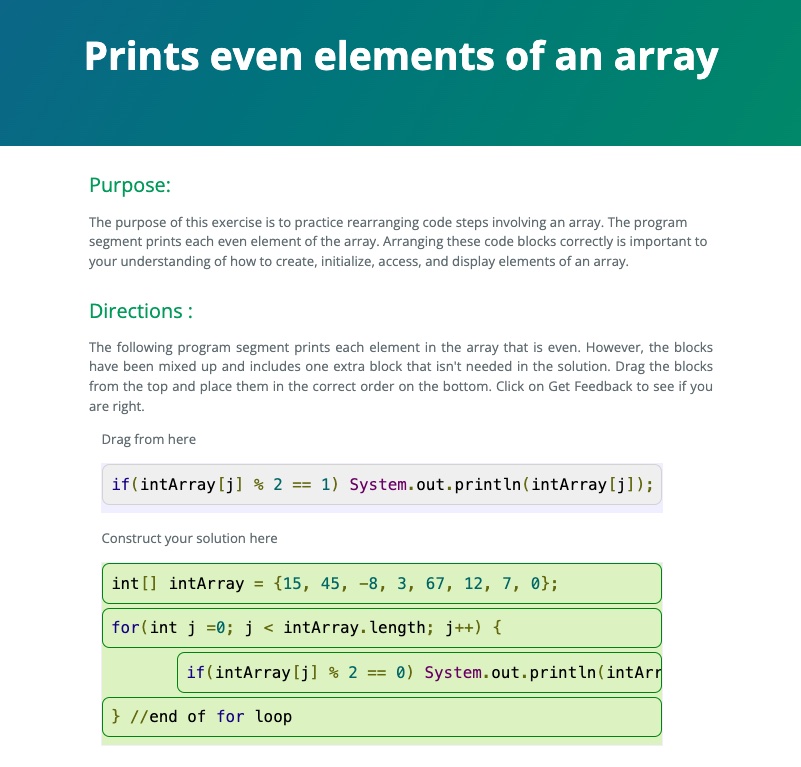 Prints even elements of an array
Purpose:
The purpose of this exercise is to practice rearranging code steps involving an array. The program
segment prints each even element of the array. Arranging these code blocks correctly is important to
your understanding of how to create, initialize, access, and display elements of an array.
Directions :
The following program segment prints each element in the array that is even. However, the blocks
have been mixed up and includes one extra block that isn't needed in the solution. Drag the blocks
from the top and place them in the correct order on the bottom. Click on Get Feedback to see if you
are right.
Drag from here
if(intArray[j] % 2 == 1) System.out.println(intArray[j]);
Construct your solution here
int[] intArray = {15, 45, -8, 3, 67, 12, 7, 0};
for(int j =0; j < intArray.length; j++) {
if(intArray[j] % 2 == 0) System.out.println(intArr
} //end of for loop